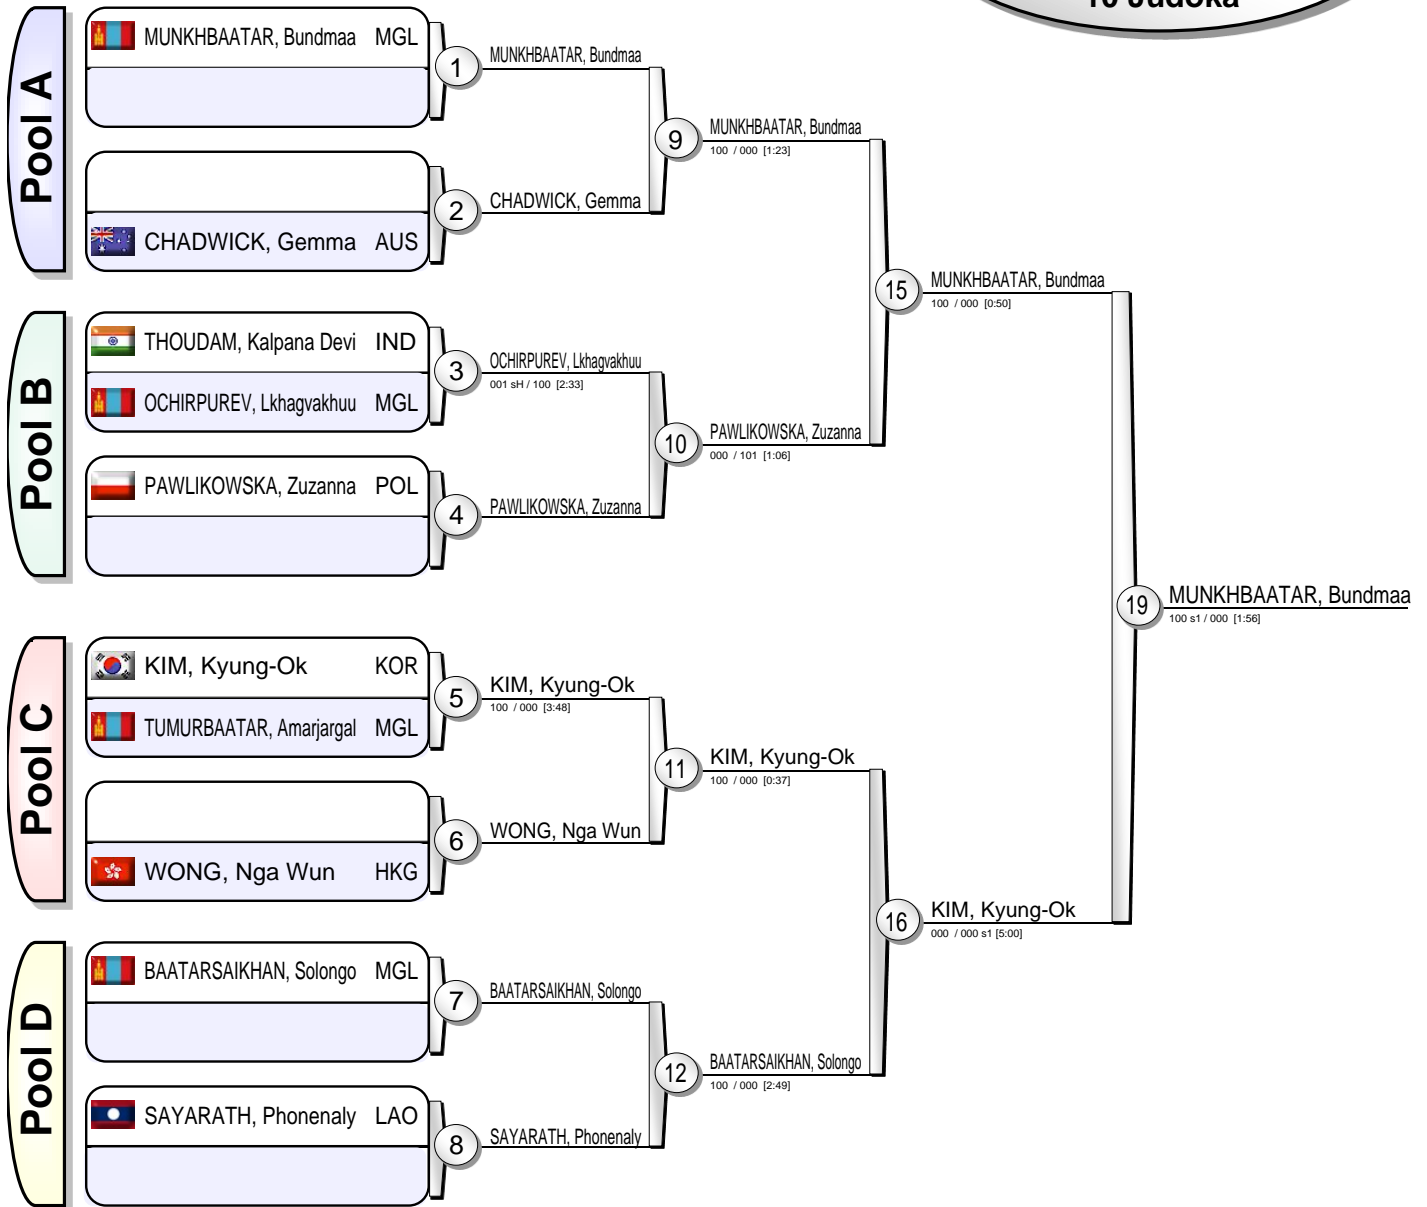 10 Judoka
Pool A
MUNKHBAATAR, Bundmaa MGL
1
MUNKHBAATAR, Bundmaa
9
MUNKHBAATAR, Bundmaa
100 / 000 [1:23]
2
CHADWICK, Gemma
CHADWICK, Gemma AUS
15
MUNKHBAATAR, Bundmaa
100 / 000 [0:50]
Pool B
THOUDAM, Kalpana Devi IND
3
OCHIRPUREV, Lkhagvakhuu
001 sH / 100 [2:33]
OCHIRPUREV, Lkhagvakhuu MGL
10
PAWLIKOWSKA, Zuzanna
000 / 101 [1:06]
PAWLIKOWSKA, Zuzanna POL
4
PAWLIKOWSKA, Zuzanna
19
MUNKHBAATAR, Bundmaa
100 s1 / 000 [1:56]
Pool C
KIM, Kyung-Ok KOR
5
KIM, Kyung-Ok
100 / 000 [3:48]
TUMURBAATAR, Amarjargal MGL
11
KIM, Kyung-Ok
100 / 000 [0:37]
6
WONG, Nga Wun
WONG, Nga Wun HKG
16
KIM, Kyung-Ok
000 / 000 s1 [5:00]
Pool D
BAATARSAIKHAN, Solongo MGL
7
BAATARSAIKHAN, Solongo
12
BAATARSAIKHAN, Solongo
100 / 000 [2:49]
SAYARATH, Phonenaly LAO
8
SAYARATH, Phonenaly